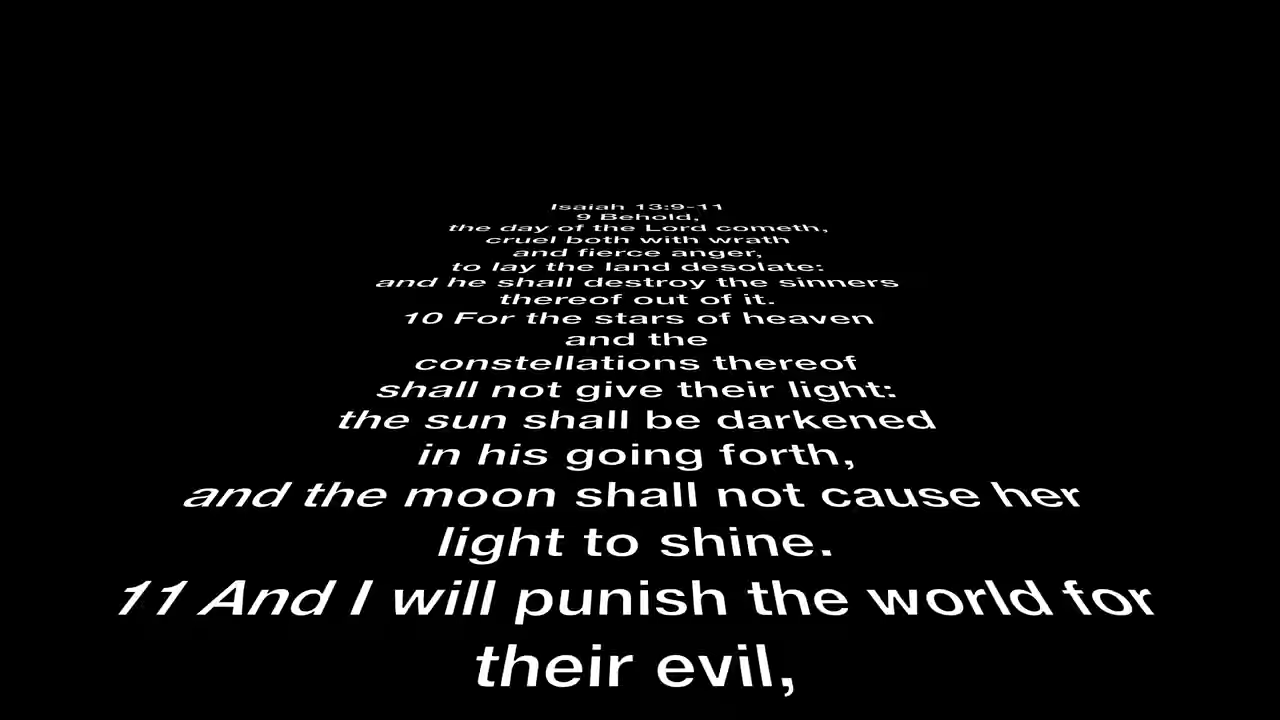 Isaiah 13:9-11
9 Behold,
the day of the Lord cometh,
cruel both with wrath
and fierce anger,
to lay the land desolate:
and he shall destroy the sinners
thereof out of it.
10 For the stars of heaven
and the
constellations thereof
shall not give their light:
the sun shall be darkened
in his going forth,
and the moon shall not cause her
light to shine.
11 And I will punish the world for
their evil,